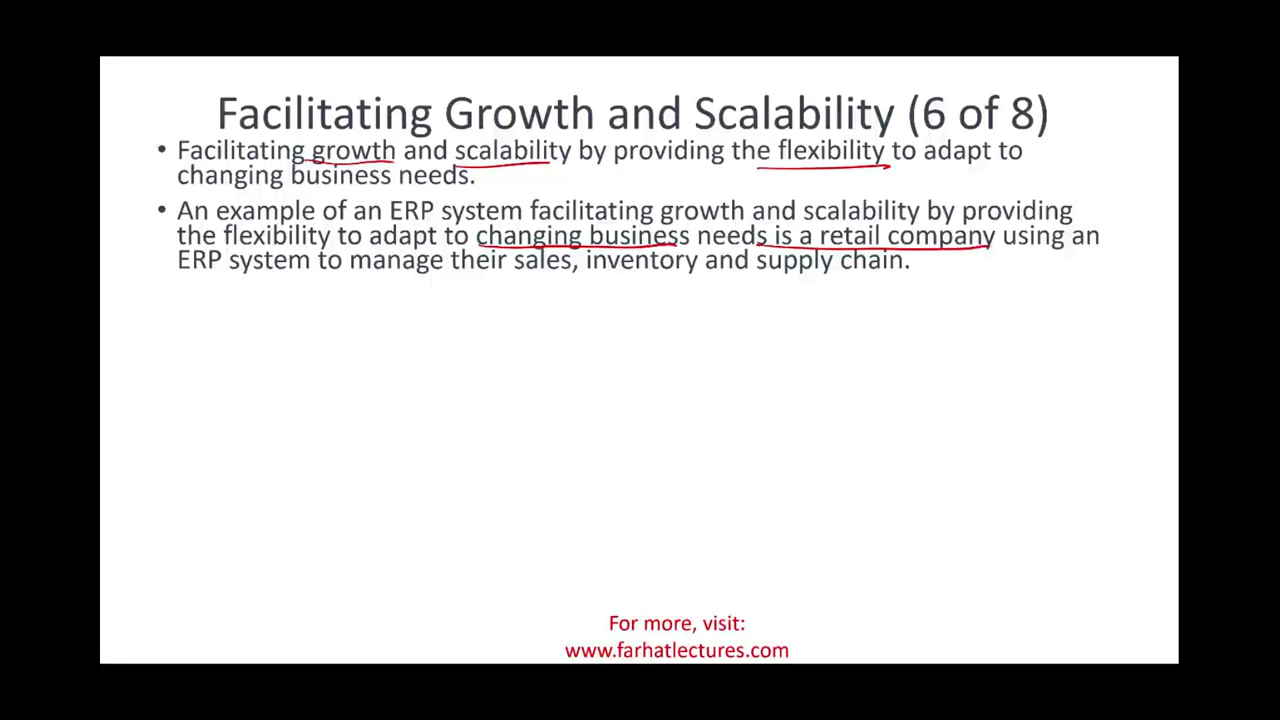 Facilitating Growth and Scalability (6 of 8)
• Facilitating growth and scalability by providing the flexibility to adapt to
changing business needs.
• An example of an ERP system facilitating growth and scalability by providing
the flexibility to adapt to changing business needs is a retail company using an
ERP system to manage their sales, inventory and supply chain.
For more, visit:
www.farhatlectures.com